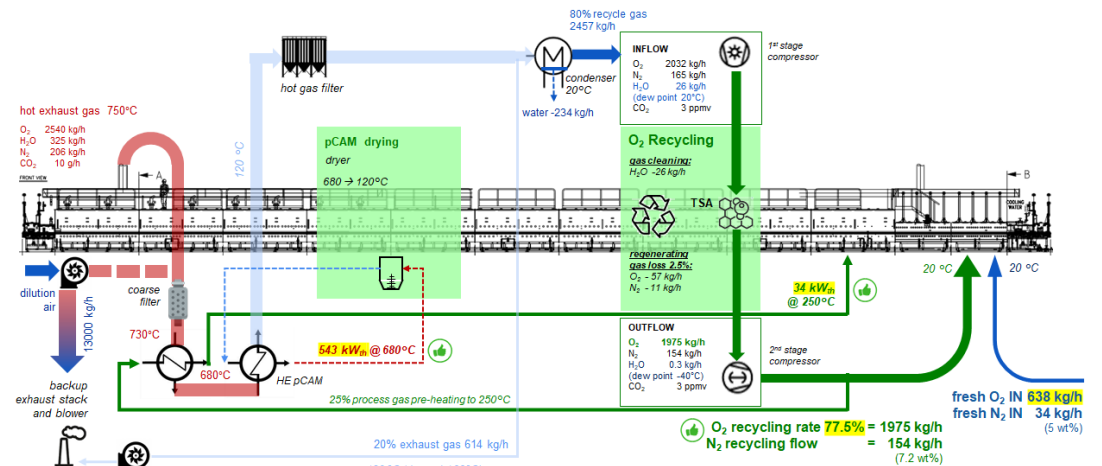 80% recycle gas
2457 kg/h
INFLOW
O₂ 2032 kg/h
N₂ 165 kg/h
H₂O 26 kg/h
(dew point 20°C)
CO₂ 3 ppmv
1st stage
compressor
hot gas filter
condenser
20°C
water -234 kg/h
hot exhaust gas 750°C
O₂ 2540 kg/h
H₂O 325 kg/h
N₂ 206 kg/h
CO₂ 10 g/h
FRONT VIEW
A
120 °C
pCAM drying
dryer
680 → 120°C
O₂ Recycling
gas cleaning:
H₂O -26 kg/h
TSA
regenerating
gas loss 2.5%:
O₂ - 57 kg/h
N₂ - 11 kg/h
B
COOLING
WATER
dilution
air
13000 kg/h
coarse
filter
730°C
680°C
HE pCAM
543 kWth @ 680°C
34 kWth
@ 250°C
20 °C
20 °C
backup
exhaust stack
and blower
25% process gas pre-heating to 250°C
OUTFLOW
O₂ 1975 kg/h
N₂ 154 kg/h
H₂O 0.3 kg/h
(dew point -40°C)
CO₂ 3 ppmv
2nd stage
compressor
fresh O₂ IN 638 kg/h
fresh N₂ IN 34 kg/h
(5 wt%)
O₂ recycling rate 77.5% = 1975 kg/h
N₂ recycling flow = 154 kg/h
(7.2 wt%)
20% exhaust gas 614 kg/h